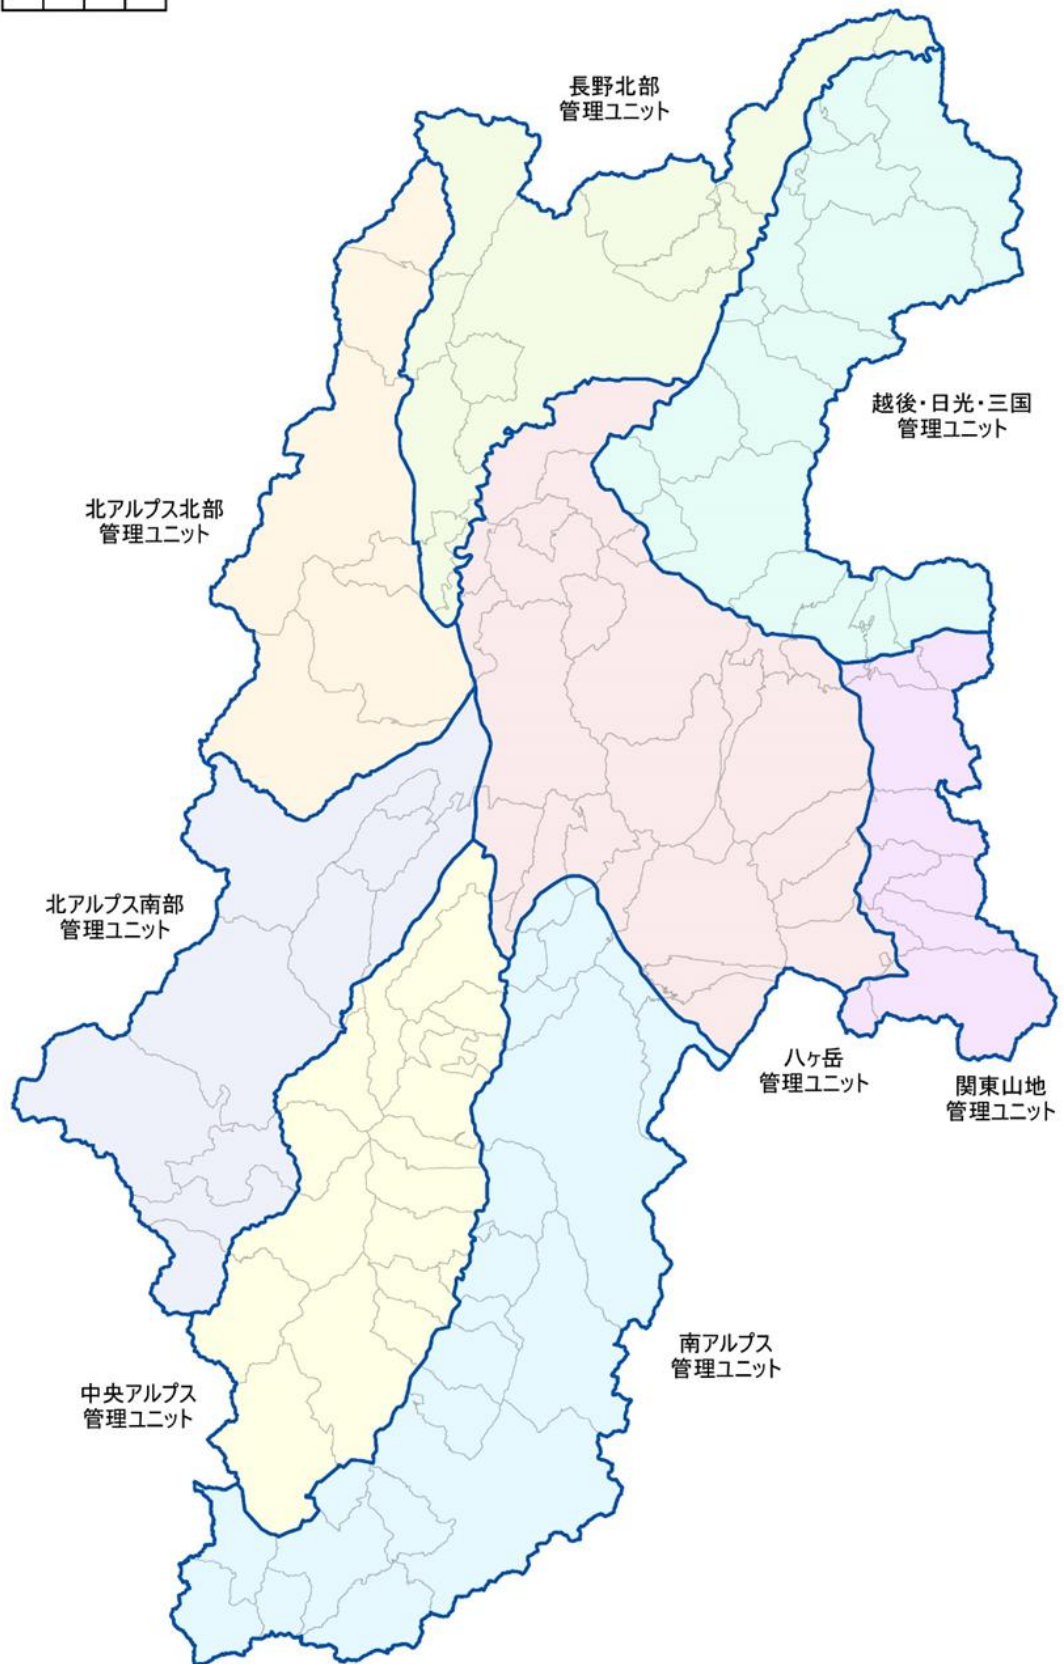 長野北部
管理ユニット
越後・日光・三国
管理ユニット
北アルプス北部
管理ユニット
北アルプス南部
管理ユニット
八ヶ岳
管理ユニット
関東山地
管理ユニット
南アルプス
管理ユニット
中央アルプス
管理ユニット